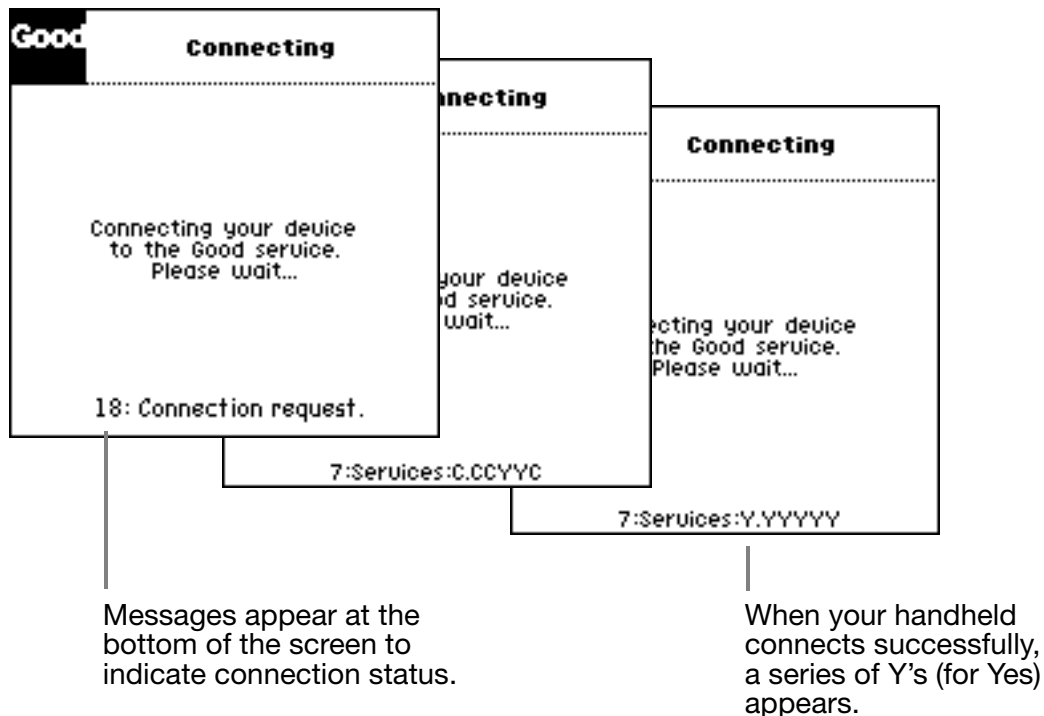 Good
Connecting
Connecting your device
to the Good service.
Please wait...
18: Connection request.
nnecting
your device
d service.
wait...
7:Services:C.CCYYC
Connecting
ecting your device
the Good service.
Please wait...
7:Services:Y.YYYYY
Messages appear at the
bottom of the screen to
indicate connection status.
When your handheld
connects successfully,
a series of Y's (for Yes)
appears.